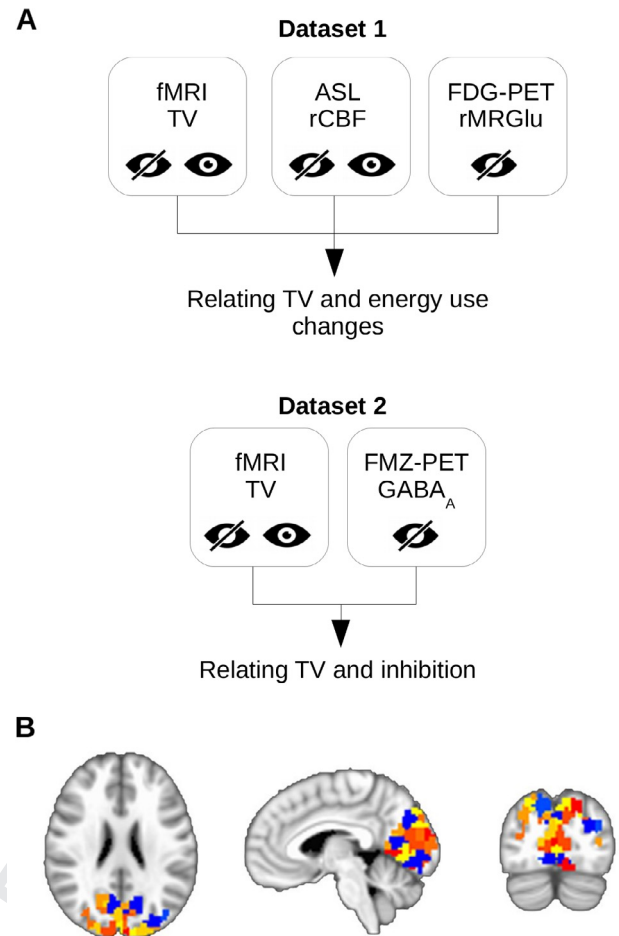 A
Dataset 1
fMRI
TV
ASL
rCBF
FDG-PET
rMRGlu
Relating TV and energy use
changes
Dataset 2
fMRI
TV
FMZ-PET
GABA_A
Relating TV and inhibition
B